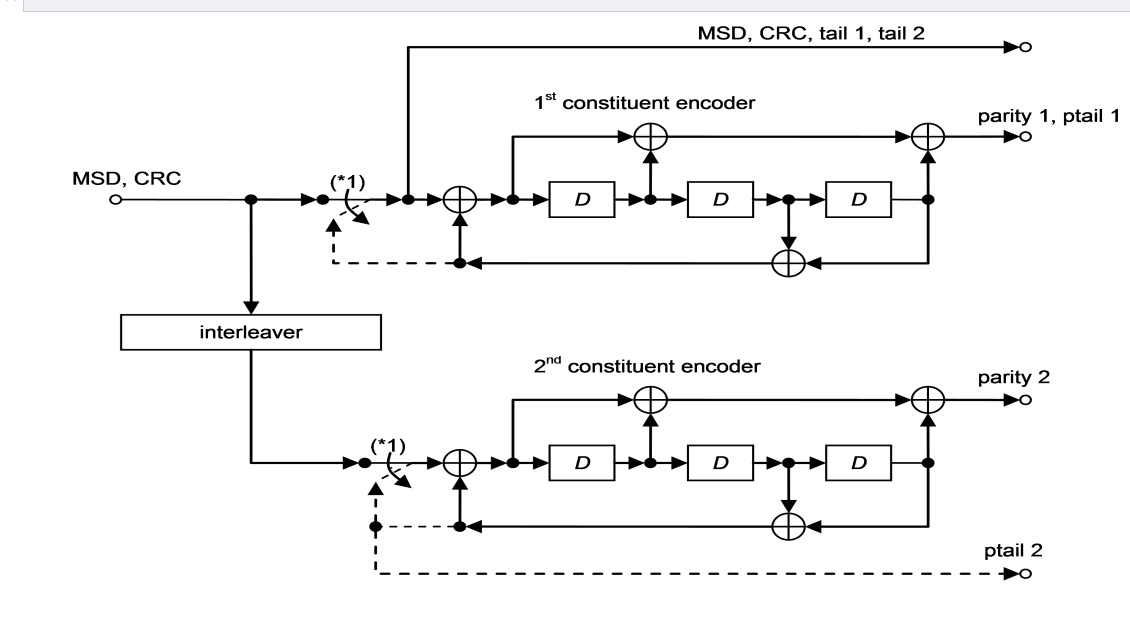 MSD, CRC, tail 1, tail 2
1st constituent encoder
parity 1, ptail 1
MSD, CRC
(*1)
D
D
D
interleaver
2nd constituent encoder
parity 2
(*1)
D
D
D
ptail 2